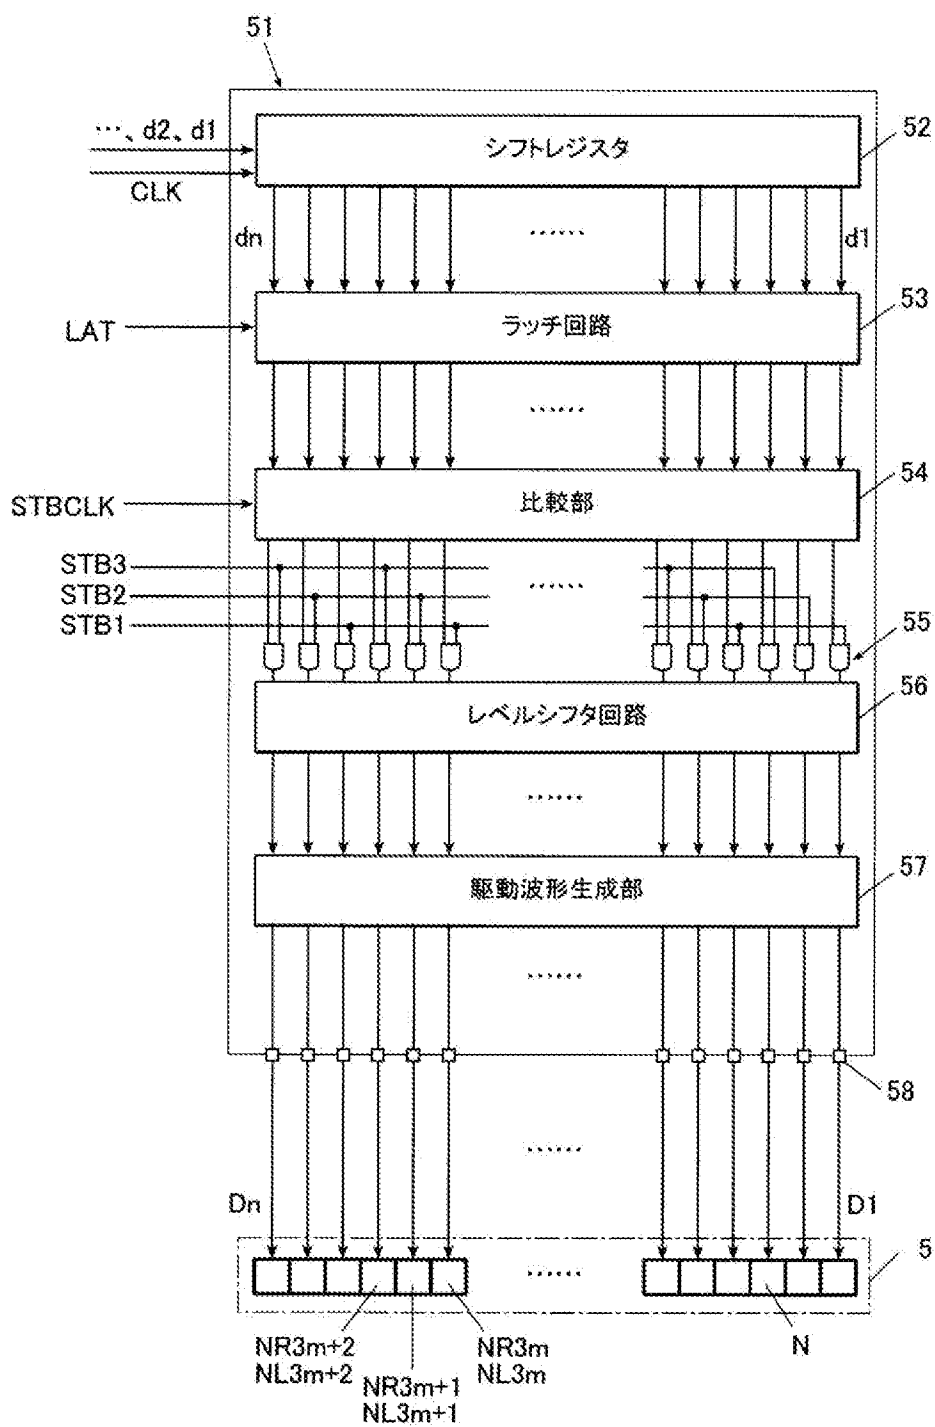 51
…、d2、d1
シフトレジスタ
52
CLK
dn
……
d1
LAT
ラッチ回路
53
……
STBCLK
比較部
54
STB3
STB2
STB1
……
55
レベルシフタ回路
56
……
駆動波形生成部
57
……
58
……
Dn
D1
5
……
NR3m+2
NL3m+2
NR3m+1
NL3m+1
NR3m
NL3m
N